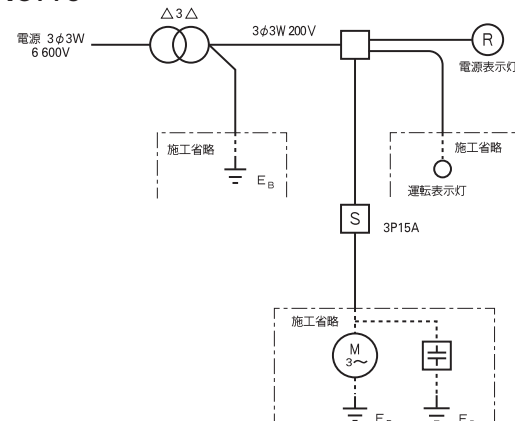 △3△
電源 3φ3W
6 600V
3φ3W 200V
R
電源表示灯
施工省略
E_B
施工省略
運転表示灯
S
3P15A
施工省略
M
3~
E
E